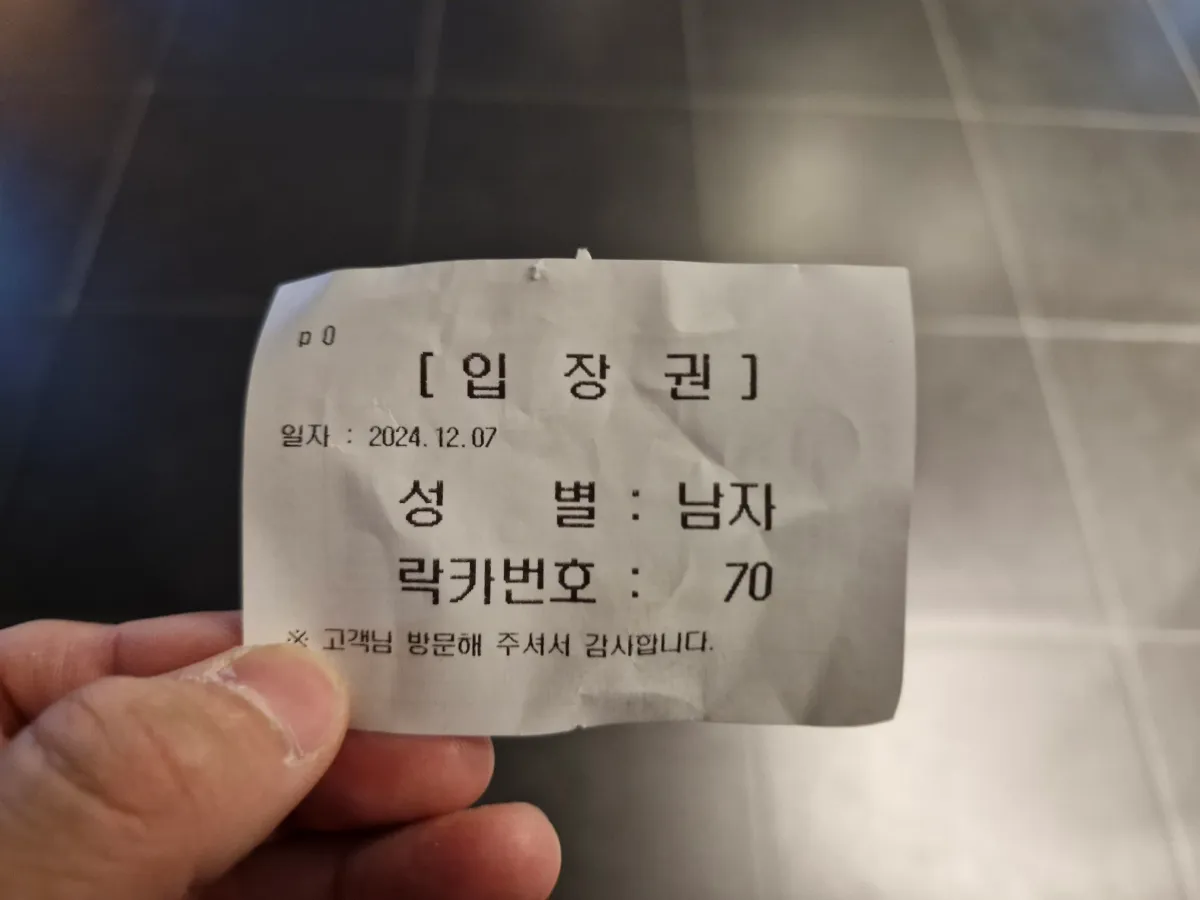 p 0
[ 입 장 권 ]
일자 : 2024.12.07
성 별 : 남자
락카번호 : 70
※ 고객님 방문해 주셔서 감사합니다.